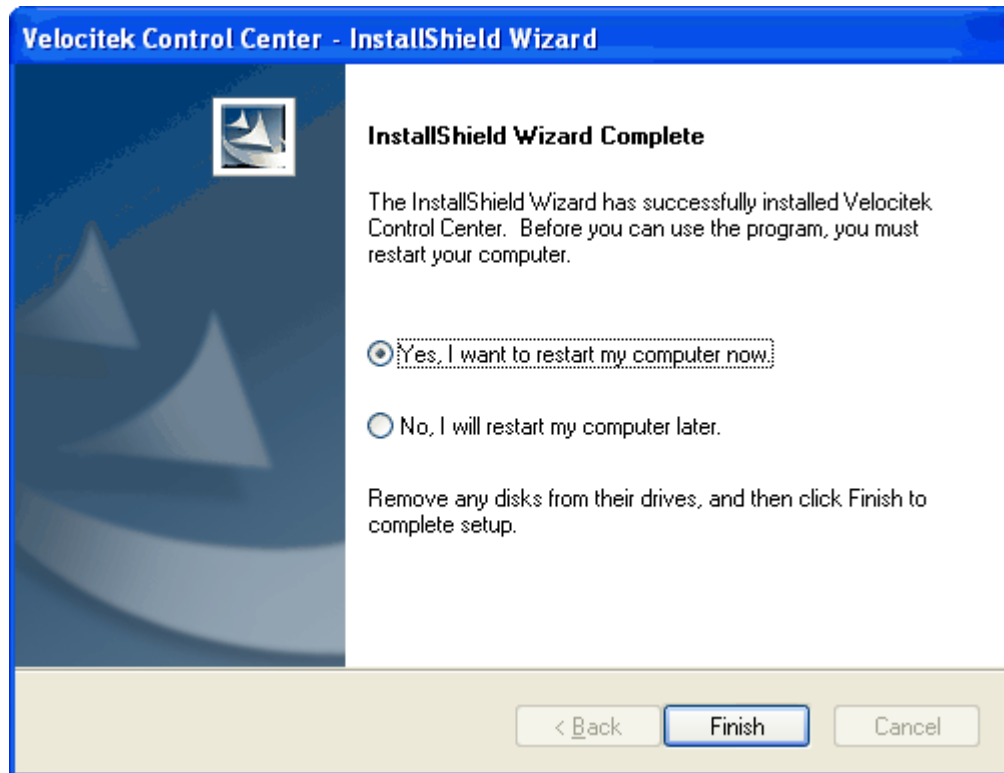 Velocitek Control Center - InstallShield Wizard
InstallShield Wizard Complete
The InstallShield Wizard has successfully installed Velocitek
Control Center.  Before you can use the program, you must
restart your computer.
Yes, I want to restart my computer now.
No, I will restart my computer later.
Remove any disks from their drives, and then click Finish to
complete setup.
< Back
Finish
Cancel